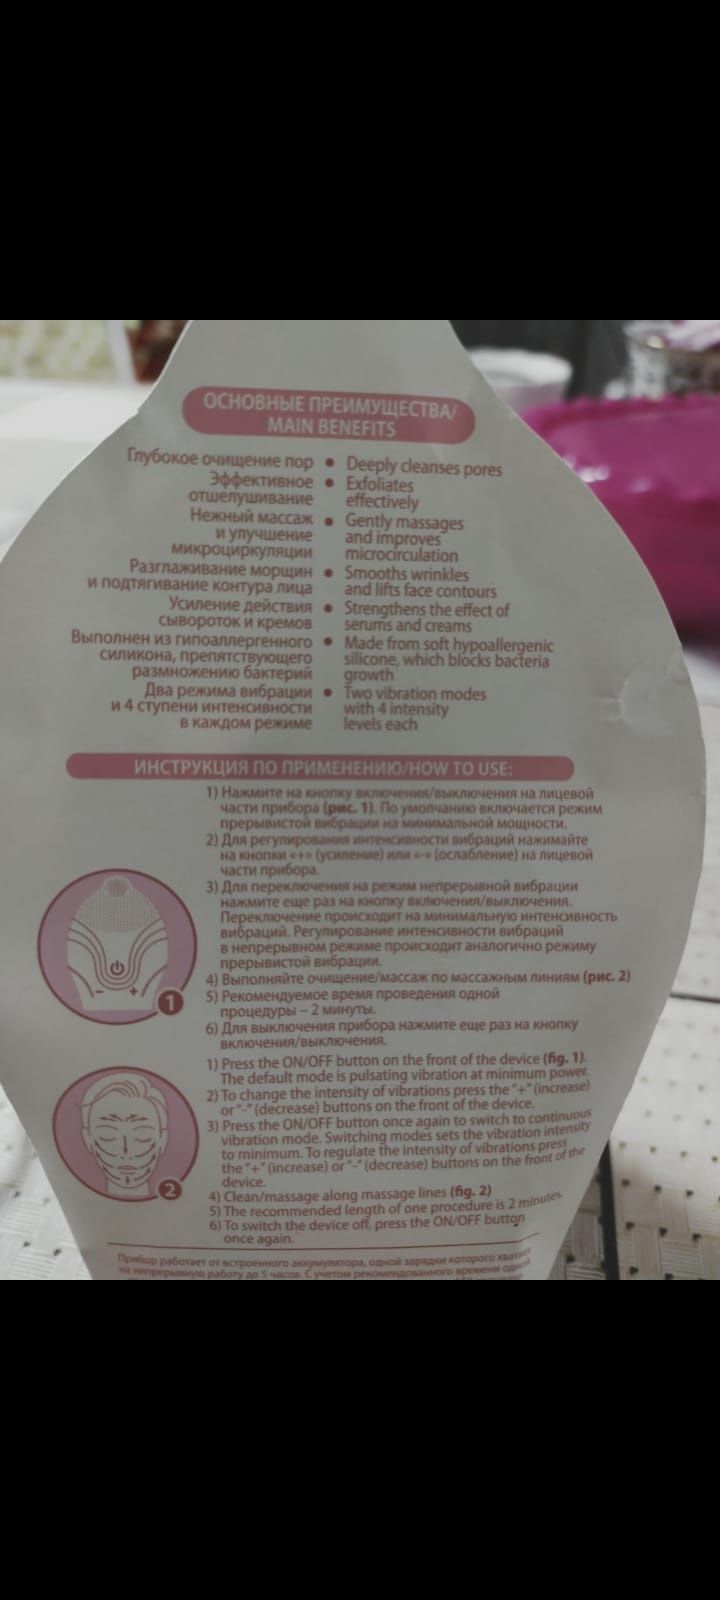 ОСНОВНЫЕ ПРЕИМУЩЕСТВА/
MAIN BENEFITS
Глубокое очищение пор
Эффективное
отшелушивание
Нежный массаж
и улучшение
микроциркуляции
Разглаживание морщин
и подтягивание контура лица
Усиление действия
сывороток и кремов
Выполнен из гипоаллергенного
силикона, препятствующего
размножению бактерий
Два режима вибрации
и 4 ступени интенсивности
в каждом режиме
• Deeply cleanses pores
• Exfoliates
effectively
• Gently massages
and improves
microcirculation
• Smooths wrinkles
and lifts face contours
• Strengthens the effect of
serums and creams
• Made from soft hypoallergenic
silicone, which blocks bacteria
growth
• Two vibration modes
with 4 intensity
levels each
ИНСТРУКЦИЯ ПО ПРИМЕНЕНИЮ/HOW TO USE:
1) Нажмите на кнопку включения/выключения на лицевой
части прибора (рис. 1). По умолчанию включается режим
прерывистой вибрации на минимальной мощности.
2) Для регулирования интенсивности вибраций нажимайте
на кнопки «+» (усиление) или «-» (ослабление) на лицевой
части прибора.
3) Для переключения на режим непрерывной вибрации
нажмите еще раз на кнопку включения/выключения.
Переключение происходит на минимальную интенсивность
вибраций. Регулирование интенсивности вибраций
в непрерывном режиме происходит аналогично режиму
прерывистой вибрации.
4) Выполняйте очищение/массаж по массажным линиям (рис. 2)
5) Рекомендуемое время проведения одной
процедуры – 2 минуты.
6) Для выключения прибора нажмите еще раз на кнопку
включения/выключения.
- +
1
1) Press the ON/OFF button on the front of the device (fig. 1).
The default mode is pulsating vibration at minimum power.
2) To change the intensity of vibrations press the "+" (increase)
or "-" (decrease) buttons on the front of the device.
3) Press the ON/OFF button once again to switch to continuous
vibration mode. Switching modes sets the vibration intensity
to minimum. To regulate the intensity of vibrations press
the "+" (increase) or "-" (decrease) buttons on the front of the
device.
4) Clean/massage along massage lines (fig. 2)
5) The recommended length of one procedure is 2 minutes.
6) To switch the device off, press the ON/OFF button
once again.
2
Прибор работает от встроенного аккумулятора, одной зарядки которого хватает
на непрерывную работу до 5 часов. С учетом рекомендованного времени одной